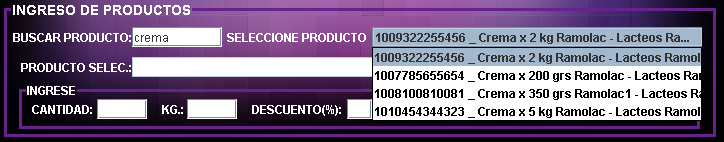 INGRESO DE PRODUCTOS
BUSCAR PRODUCTO: crema SELECCIONE PRODUCTO 1009322255456 _ Crema x 2 kg Ramolac - Lacteos Ra...
1009322255456 _ Crema x 2 kg Ramolac - Lacteos Ramol
PRODUCTO SELEC.: 1007785655654 _ Crema x 200 grs Ramolac - Lacteos Ra
INGRESE 1008100810081 _ Crema x 350 grs Ramolac1 - Lacteos Ra
CANTIDAD: KG.: DESCUENTO(%): 1010454344323 _ Crema x 5 kg Ramolac - Lacteos Ramol